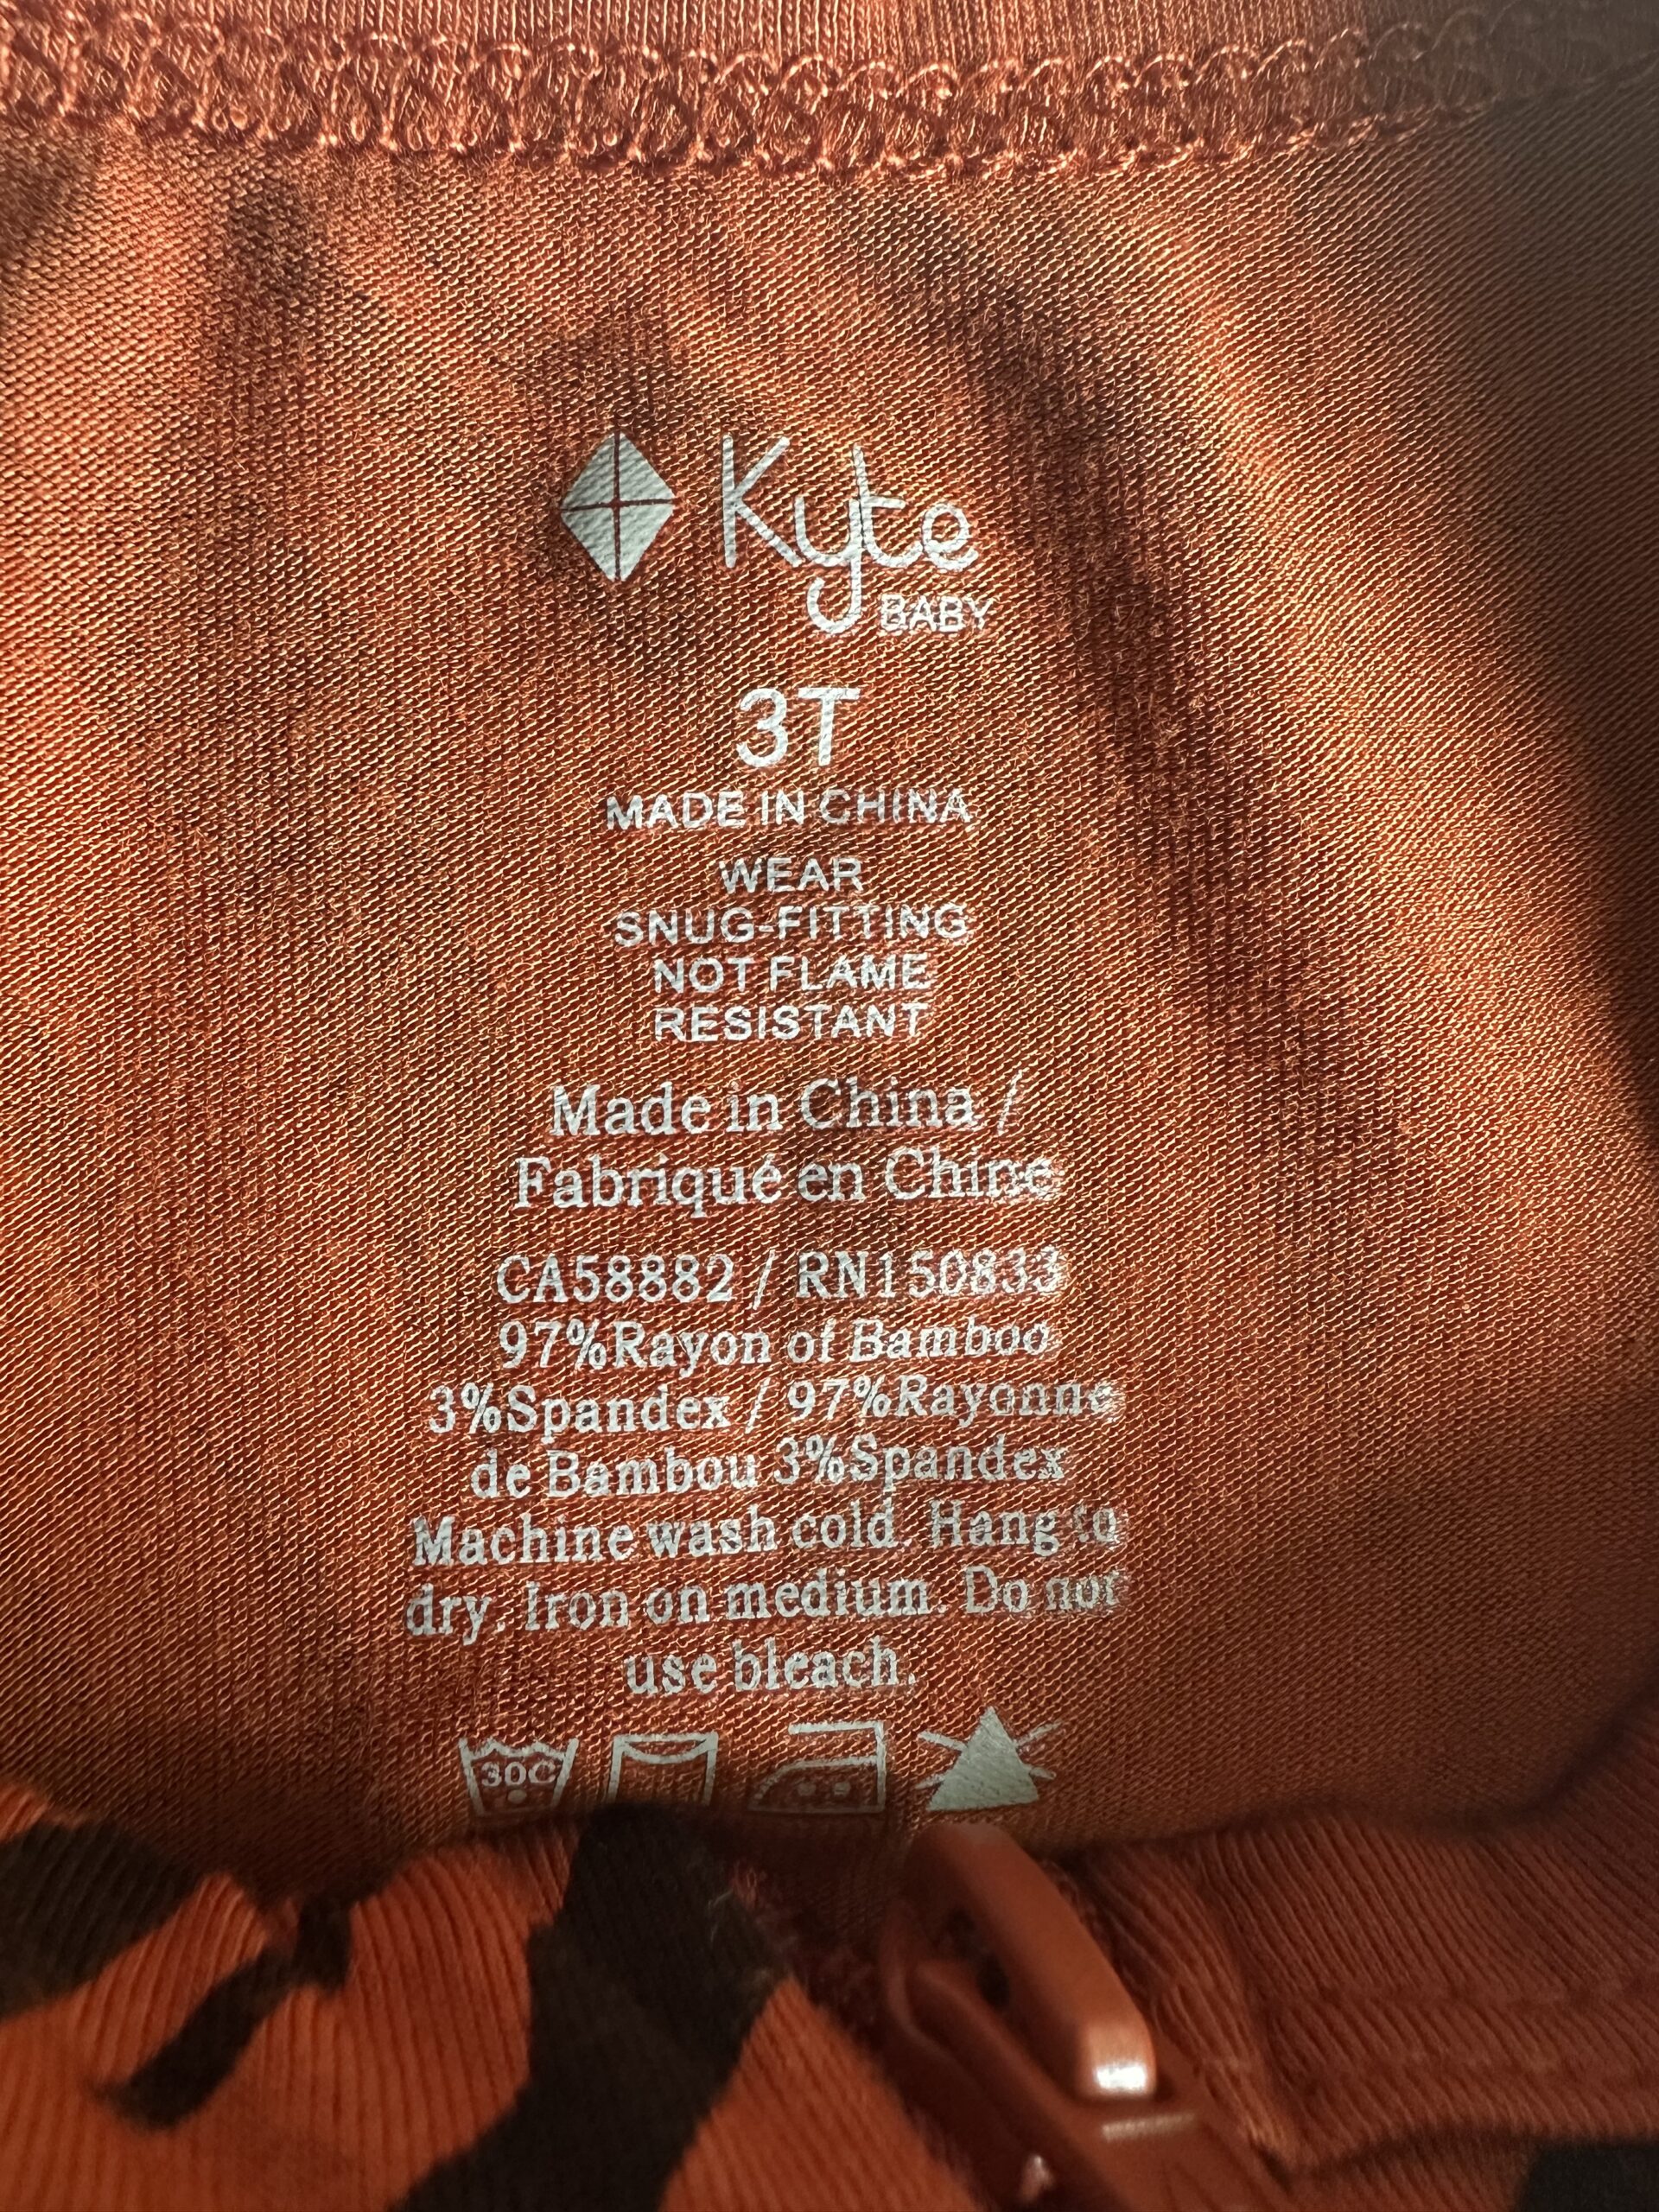 Kyte
BABY
3T
MADE IN CHINA
WEAR
SNUG-FITTING
NOT FLAME
RESISTANT
Made in China /
Fabriqué en Chine
CA58882 / RN150833
97%Rayon of Bamboo
3%Spandex / 97%Rayonne
de Bambou 3%Spandex
Machine wash cold. Hang to
dry. Iron on medium. Do not
use bleach.
30C